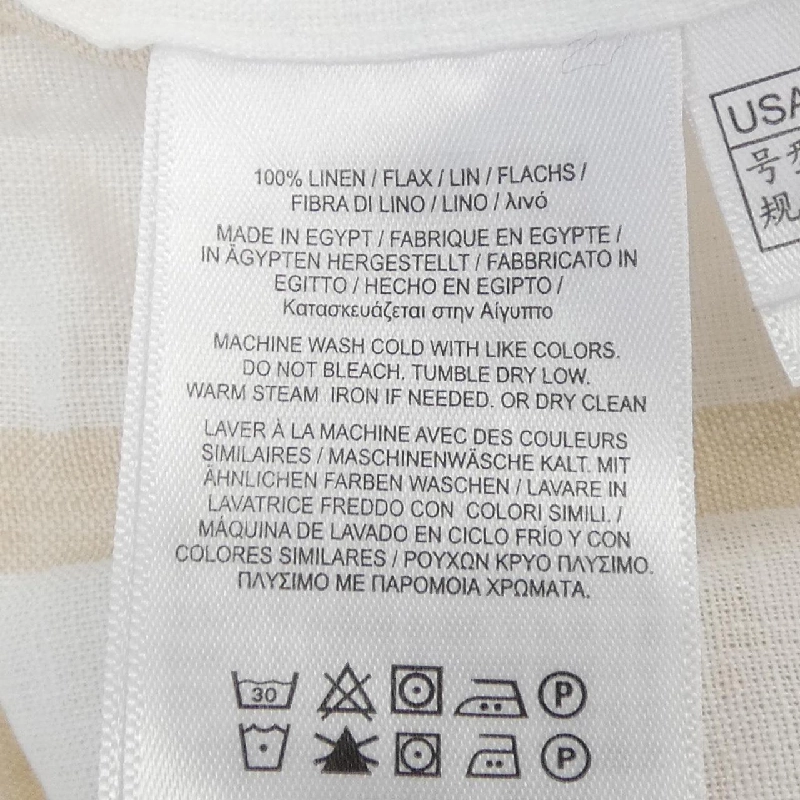 100% LINEN / FLAX / LIN / FLACHS /
FIBRA DI LINO / LINO / λινό
MADE IN EGYPT / FABRIQUE EN EGYPTE /
IN ÄGYPTEN HERGESTELLT / FABBRICATO IN
EGITTO / HECHO EN EGIPTO /
Κατασκευάζεται στην Αίγυπτο
MACHINE WASH COLD WITH LIKE COLORS.
DO NOT BLEACH. TUMBLE DRY LOW.
WARM STEAM IRON IF NEEDED. OR DRY CLEAN
LAVER À LA MACHINE AVEC DES COULEURS
SIMILAIRES / MASCHINENWÄSCHE KALT. MIT
ÄHNLICHEN FARBEN WASCHEN / LAVARE IN
LAVATRICE FREDDO CON COLORI SIMILI. /
MÁQUINA DE LAVADO EN CICLO FRÍO Y CON
COLORES SIMILARES / ΡΟΥΧΩΝ ΚΡΥΟ ΠΛΥΣΙΜΟ.
ΠΛΥΣΙΜΟ ΜΕ ΠΑΡΟΜΟΙΑ ΧΡΩΜΑΤΑ.
30 P
P
USA
号型
规